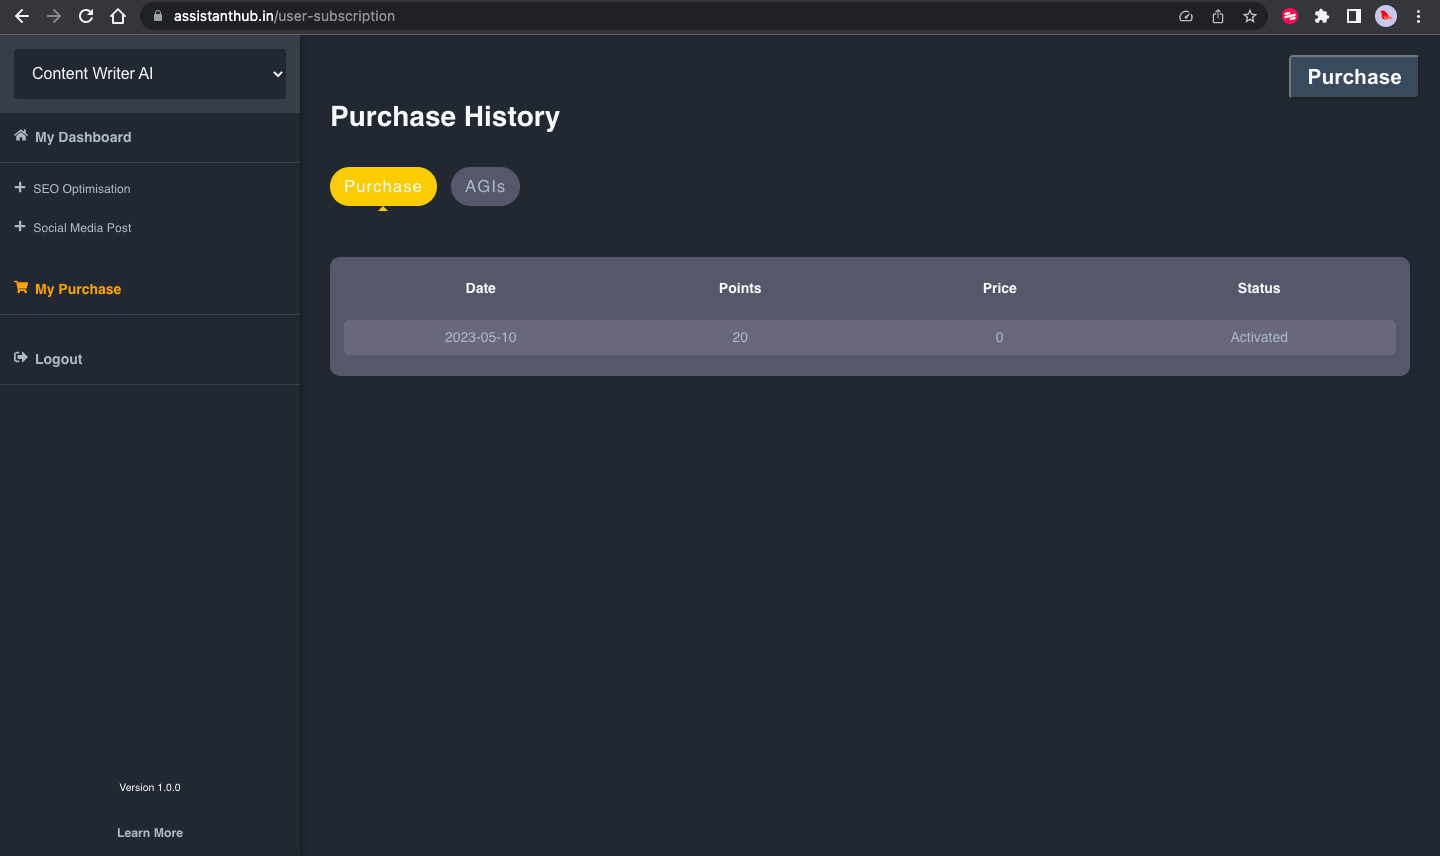 assistanthub.in/user-subscription
Content Writer AI
My Dashboard
SEO Optimisation
Social Media Post
My Purchase
Logout
Version 1.0.0
Learn More
Purchase
Purchase History
Purchase AGIs
Date Points Price Status
2023-05-10 20 0 Activated